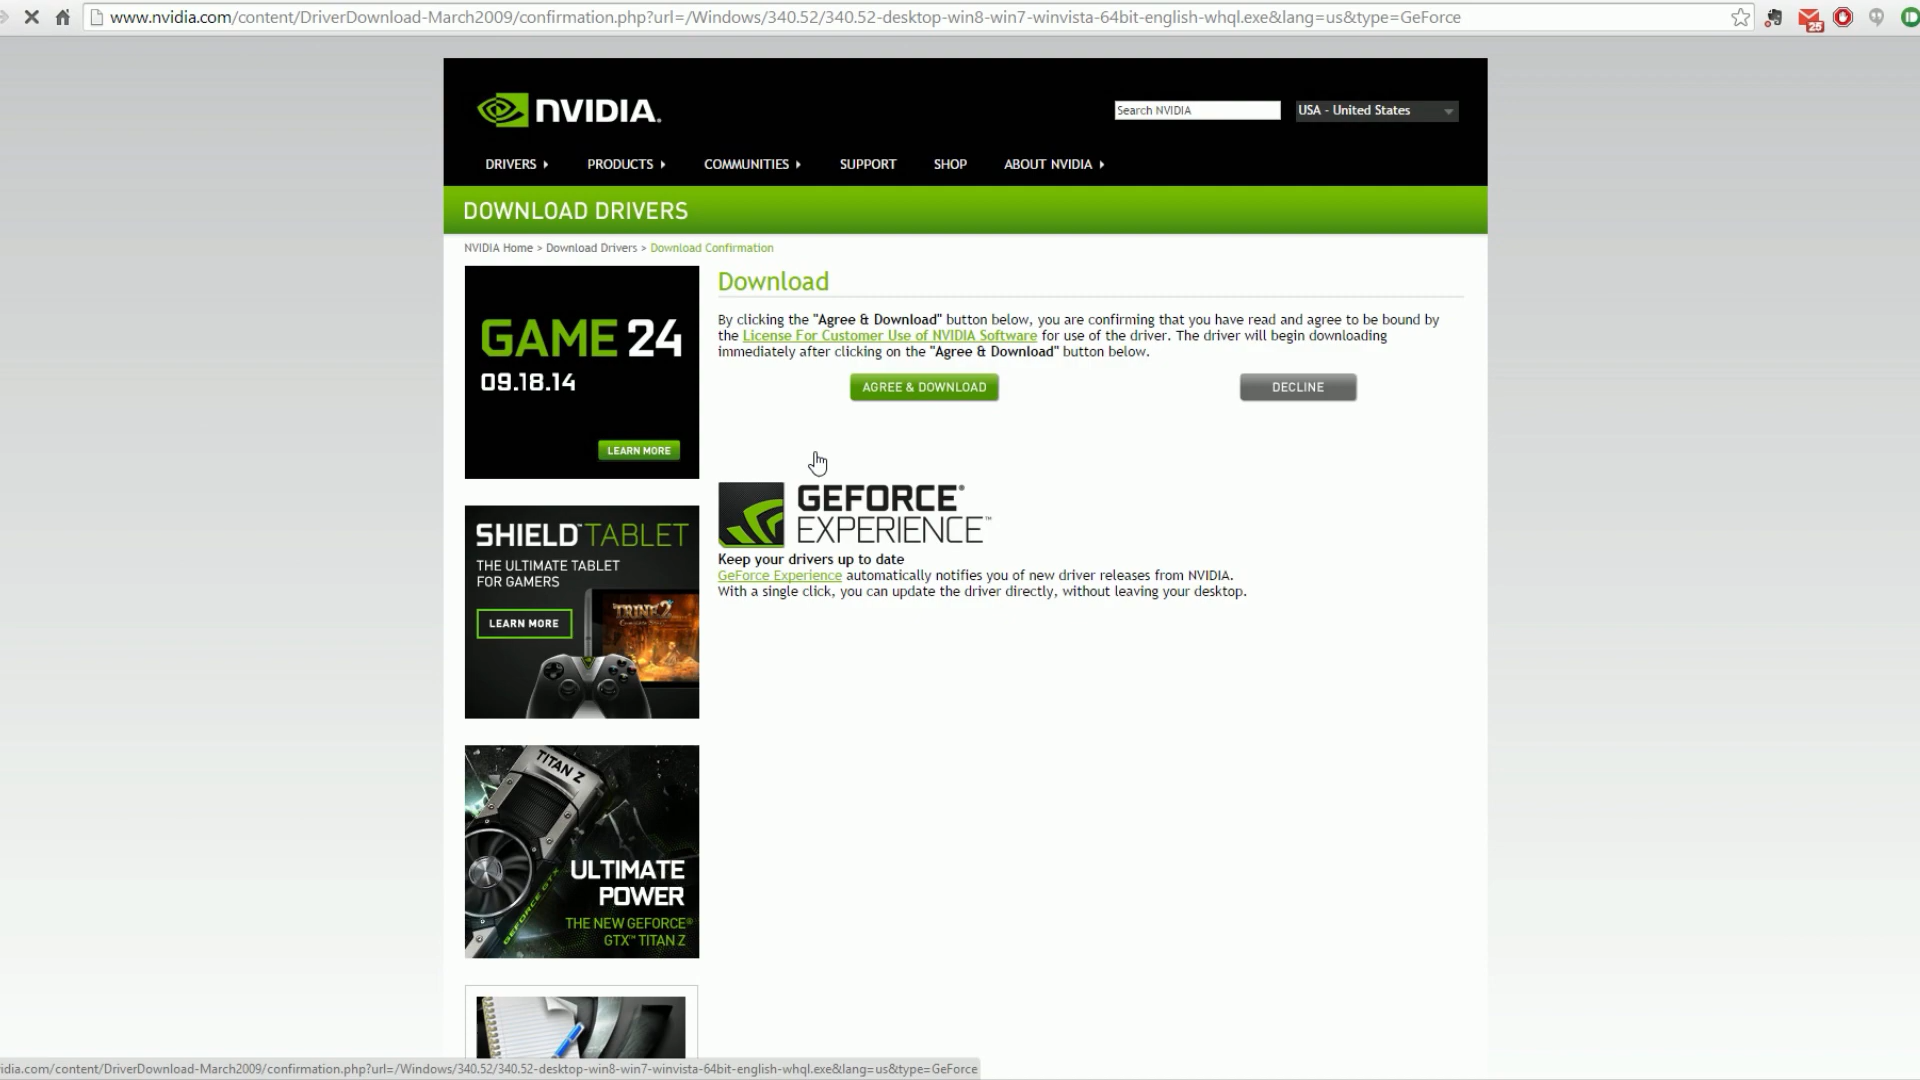 www.nvidia.com/content/DriverDownload-March2009/confirmation.php?url=/Windows/340.52/340.52-desktop-win8-win7-winvista-64bit-english-whql.exe&lang=us&type=GeForce
25
NVIDIA.
Search NVIDIA
USA - United States
DRIVERS
PRODUCTS
COMMUNITIES
SUPPORT
SHOP
ABOUT NVIDIA
DOWNLOAD DRIVERS
NVIDIA Home > Download Drivers > Download Confirmation
GAME 24
09.18.14
LEARN MORE
Download
By clicking the "Agree & Download" button below, you are confirming that you have read and agree to be bound by
the License For Customer Use of NVIDIA Software for use of the driver. The driver will begin downloading
immediately after clicking on the "Agree & Download" button below.
AGREE & DOWNLOAD
DECLINE
GEFORCE®
EXPERIENCE™
Keep your drivers up to date
GeForce Experience automatically notifies you of new driver releases from NVIDIA.
With a single click, you can update the driver directly, without leaving your desktop.
SHIELD™ TABLET
THE ULTIMATE TABLET
FOR GAMERS
LEARN MORE
TRINE 2
TITAN Z
GEFORCE GTX
ULTIMATE
POWER
THE NEW GEFORCE®
GTX™ TITAN Z
idia.com/content/DriverDownload-March2009/confirmation.php?url=/Windows/340.52/340.52-desktop-win8-win7-winvista-64bit-english-whql.exe&lang=us&type=GeForce